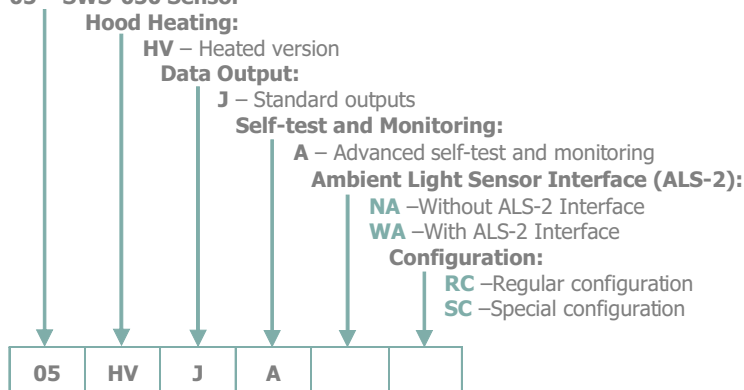 Hood Heating:
HV – Heated version
Data Output:
J – Standard outputs
Self-test and Monitoring:
A – Advanced self-test and monitoring
Ambient Light Sensor Interface (ALS-2):
NA –Without ALS-2 Interface
WA –With ALS-2 Interface
Configuration:
RC –Regular configuration
SC –Special configuration
05 HV J A